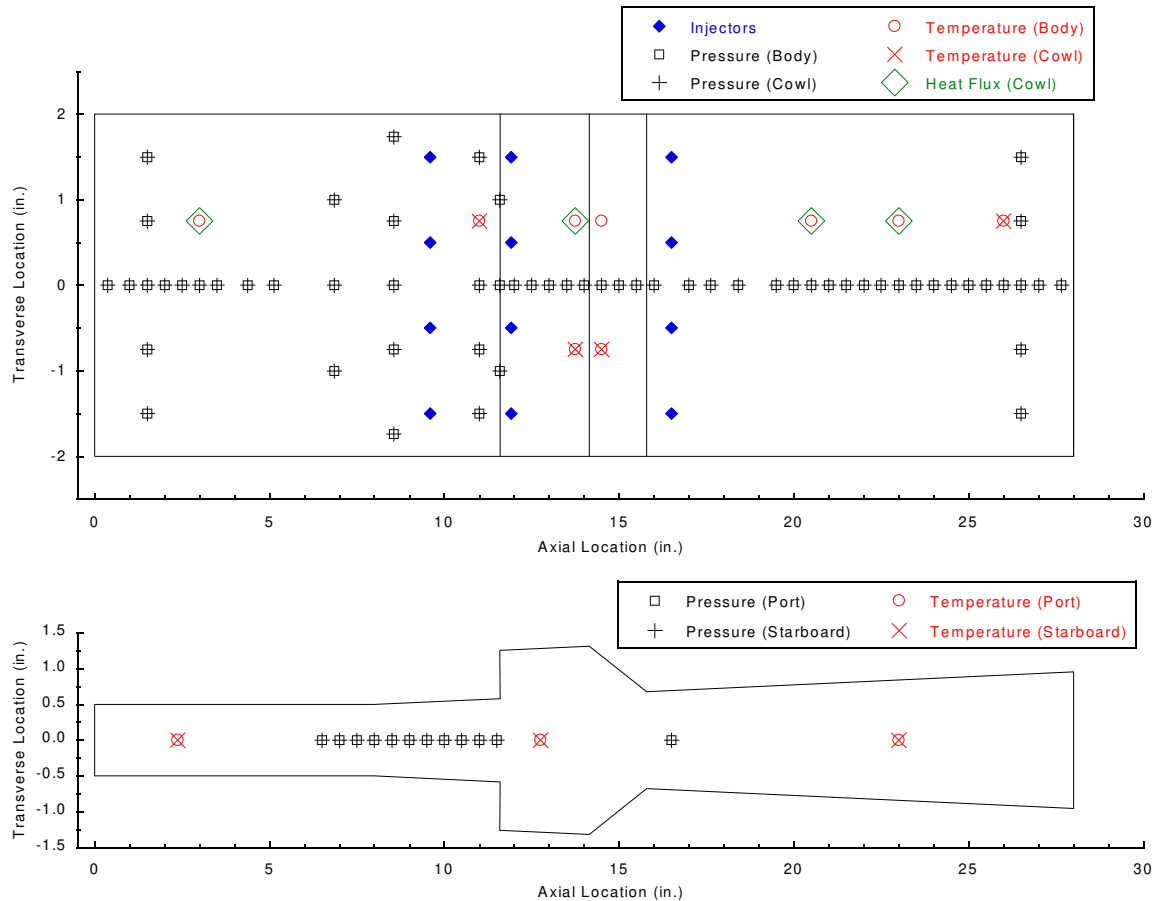 Injectors Temperature (Body)
Pressure (Body) Temperature (Cowl)
Pressure (Cowl) Heat Flux (Cowl)
Transverse Location (in.)
2
1
0
-1
-2
0 5 10 15 20 25 30
Axial Location (in.)
Pressure (Port) Temperature (Port)
Pressure (Starboard) Temperature (Starboard)
Transverse Location (in.)
1.5
1.0
0.5
0.0
-0.5
-1.0
-1.5
0 5 10 15 20 25 30
Axial Location (in.)